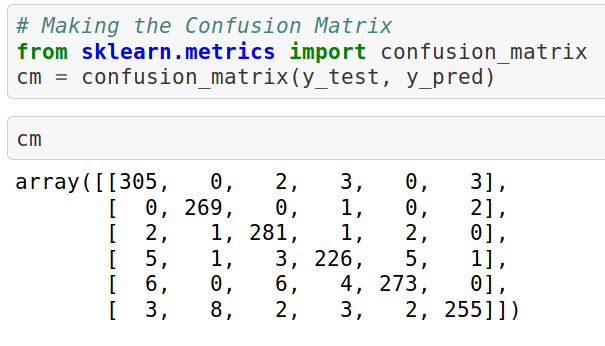 # Making the Confusion Matrix
from sklearn.metrics import confusion_matrix
cm = confusion_matrix(y_test, y_pred)
cm
array([[305,   0,   2,   3,   0,   3],
       [  0, 269,   0,   1,   0,   2],
       [  2,   1, 281,   1,   2,   0],
       [  5,   1,   3, 226,   5,   1],
       [  6,   0,   6,   4, 273,   0],
       [  3,   8,   2,   3,   2, 255]])